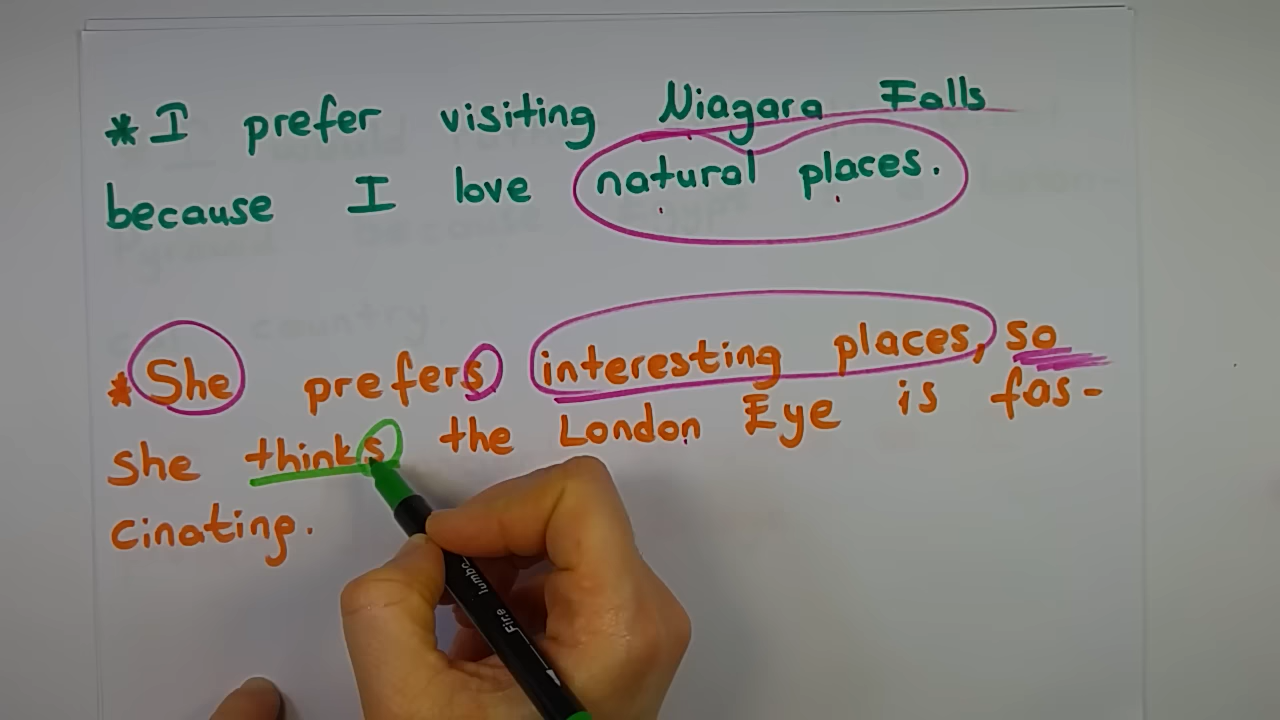 *I prefer visiting Niagara Falls
because I love natural places.
*She prefers interesting places, so
she thinks the London Eye is fas-
cinating.
Fine